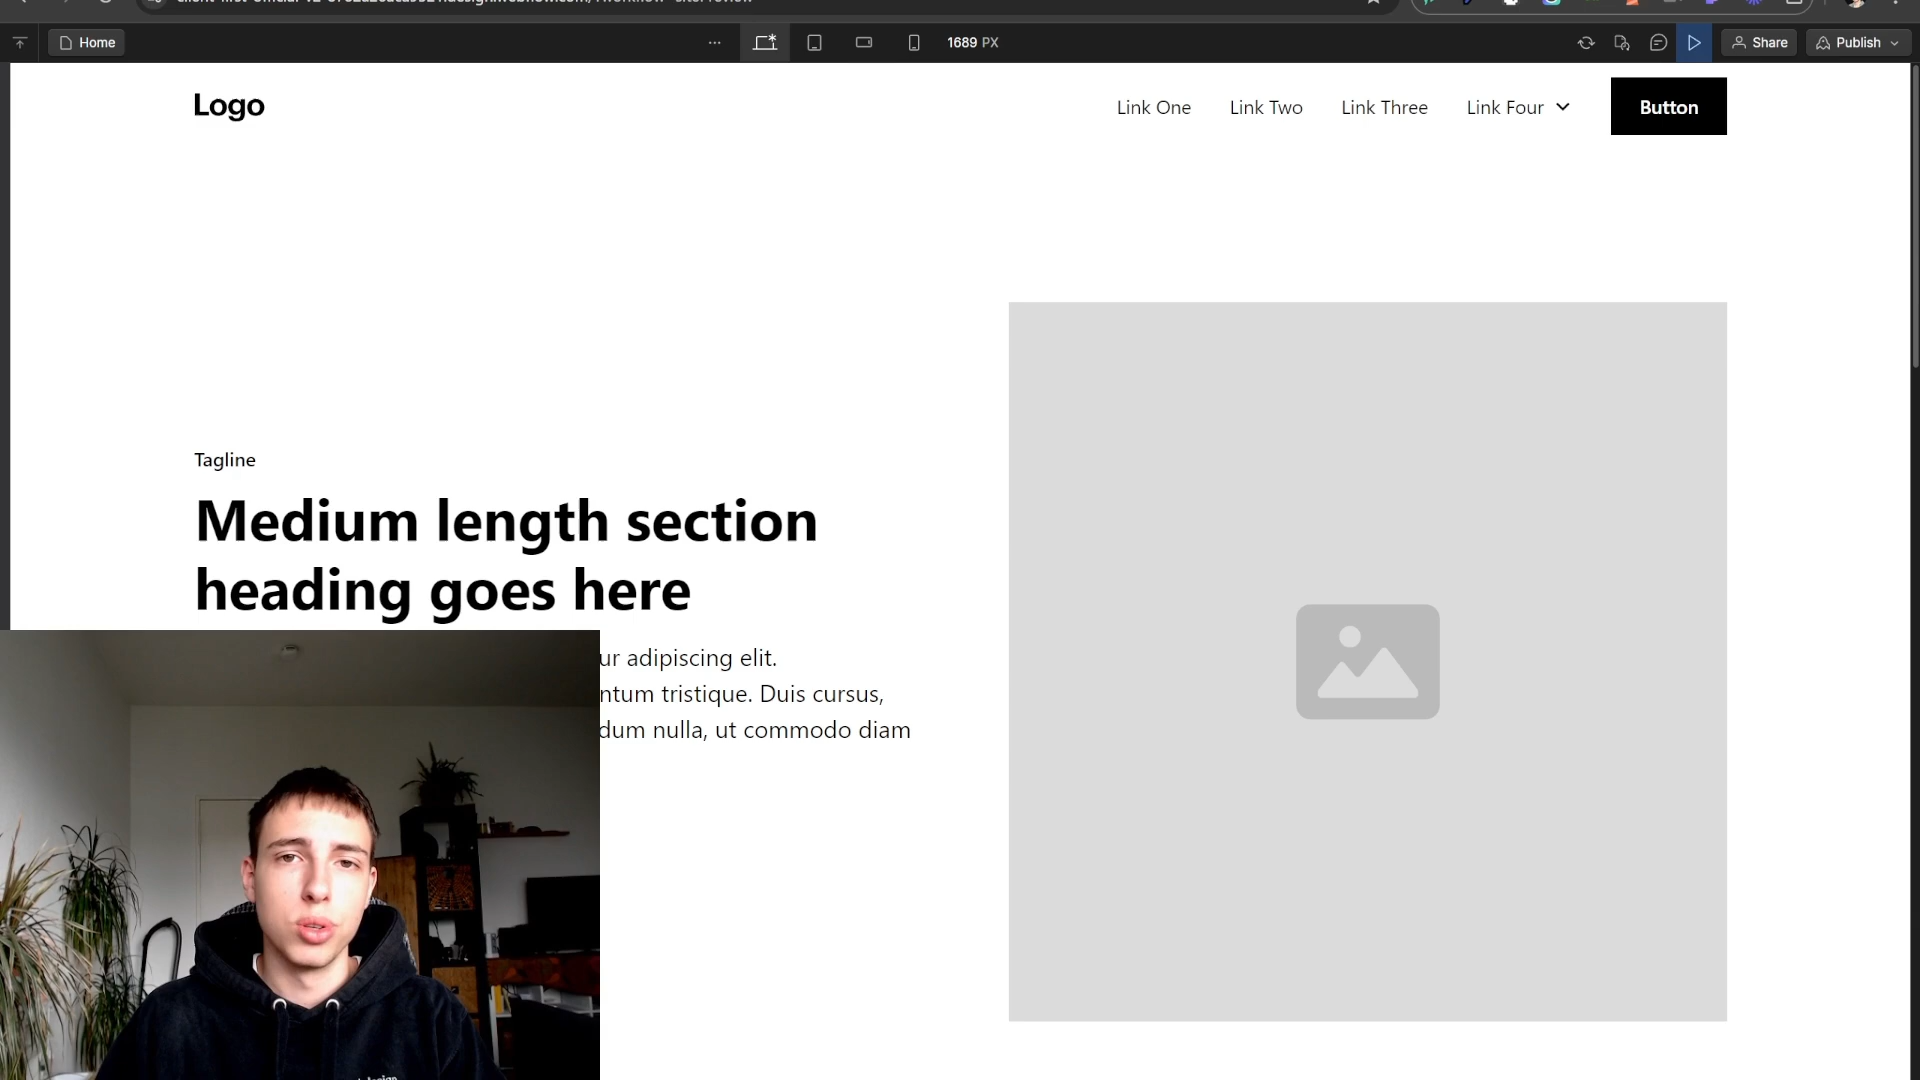 Home
1689 PX
Share
Publish
Logo
Link One
Link Two
Link Three
Link Four
Button
Tagline
Medium length section
heading goes here
ur adipiscing elit.
ntum tristique. Duis cursus,
dum nulla, ut commodo diam